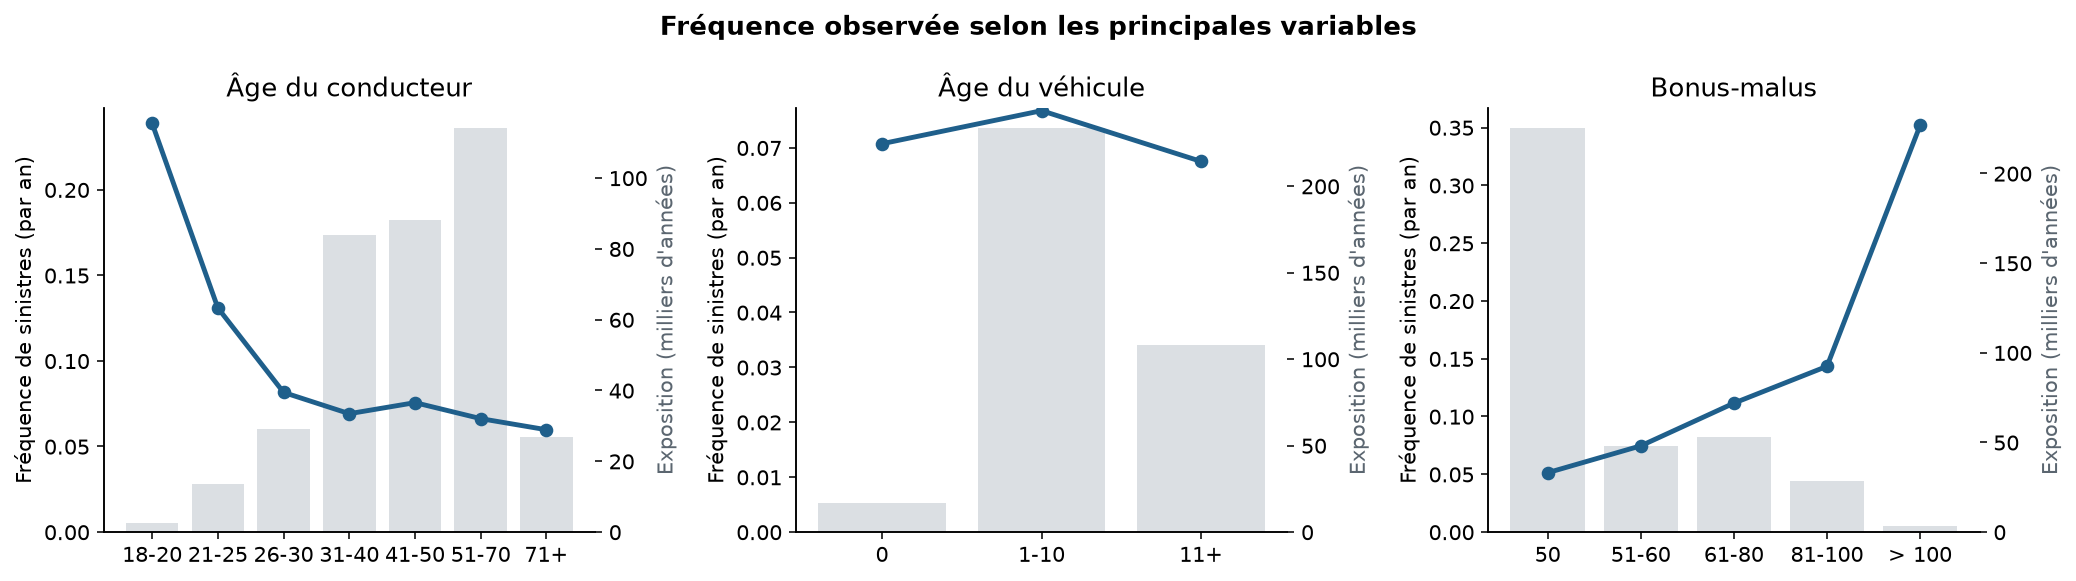 Fréquence observée selon les principales variables
Âge du conducteur
Fréquence de sinistres (par an)
0.20
0.15
0.10
0.05
0.00
100
80
60
40
20
0
Exposition (milliers d'années)
18-20 21-25 26-30 31-40 41-50 51-70 71+
Âge du véhicule
Fréquence de sinistres (par an)
0.07
0.06
0.05
0.04
0.03
0.02
0.01
0.00
200
150
100
50
0
Exposition (milliers d'années)
0 1-10 11+
Bonus-malus
Fréquence de sinistres (par an)
0.35
0.30
0.25
0.20
0.15
0.10
0.05
0.00
200
150
100
50
0
Exposition (milliers d'années)
50 51-60 61-80 81-100 > 100